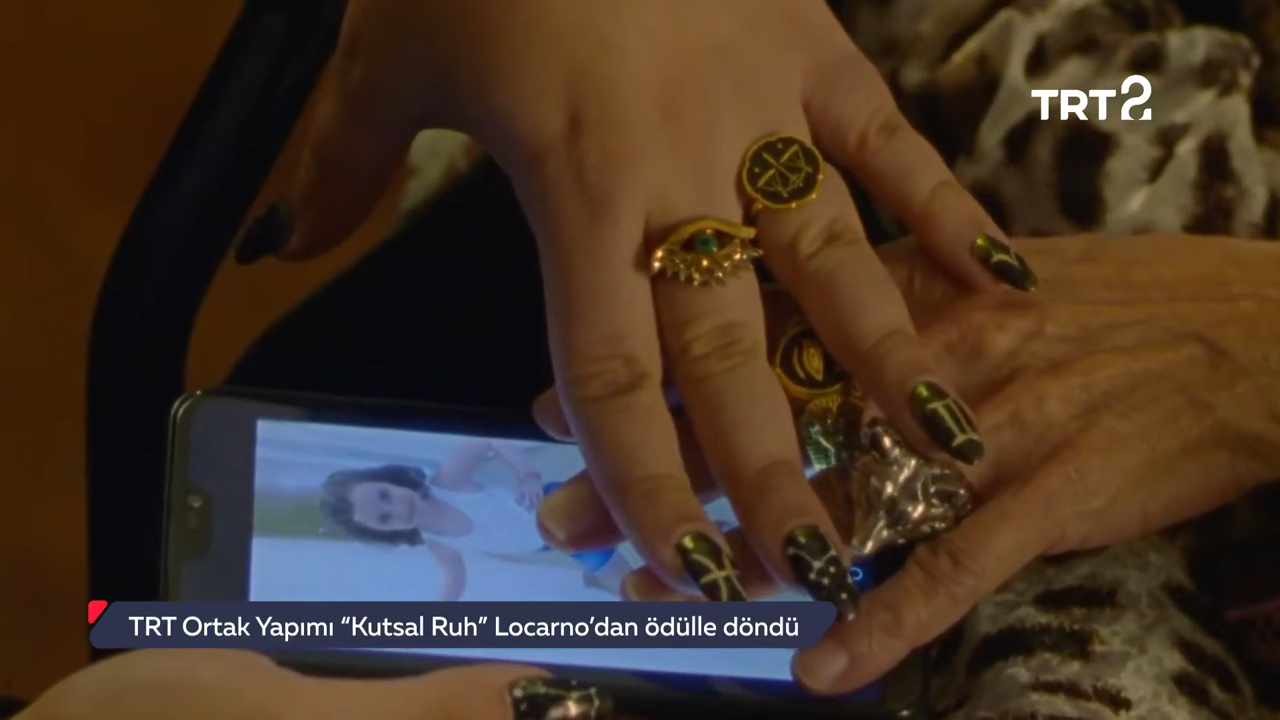 TRT2
TRT Ortak Yapımı “Kutsal Ruh” Locarno’dan ödülle döndü